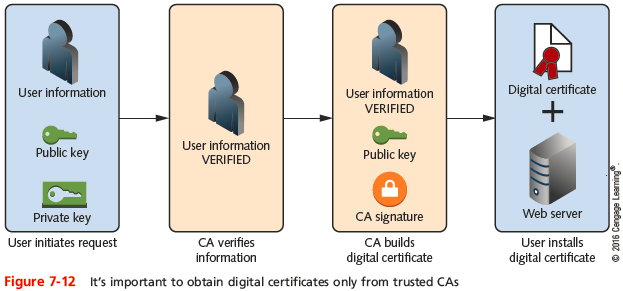 User information
Public key
Private key
User initiates request
User information
VERIFIED
CA verifies
information
User information
VERIFIED
Public key
CA signature
CA builds
digital certificate
Digital certificate
+
Web server
User installs
digital certificate
© 2016 Cengage Learning®.
Figure 7-12 It's important to obtain digital certificates only from trusted CAs